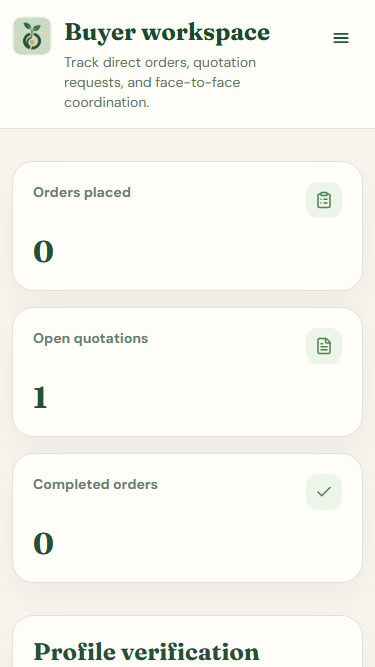 Buyer workspace
Track direct orders, quotation
requests, and face-to-face
coordination.
Orders placed
0
Open quotations
1
Completed orders
0
Profile verification